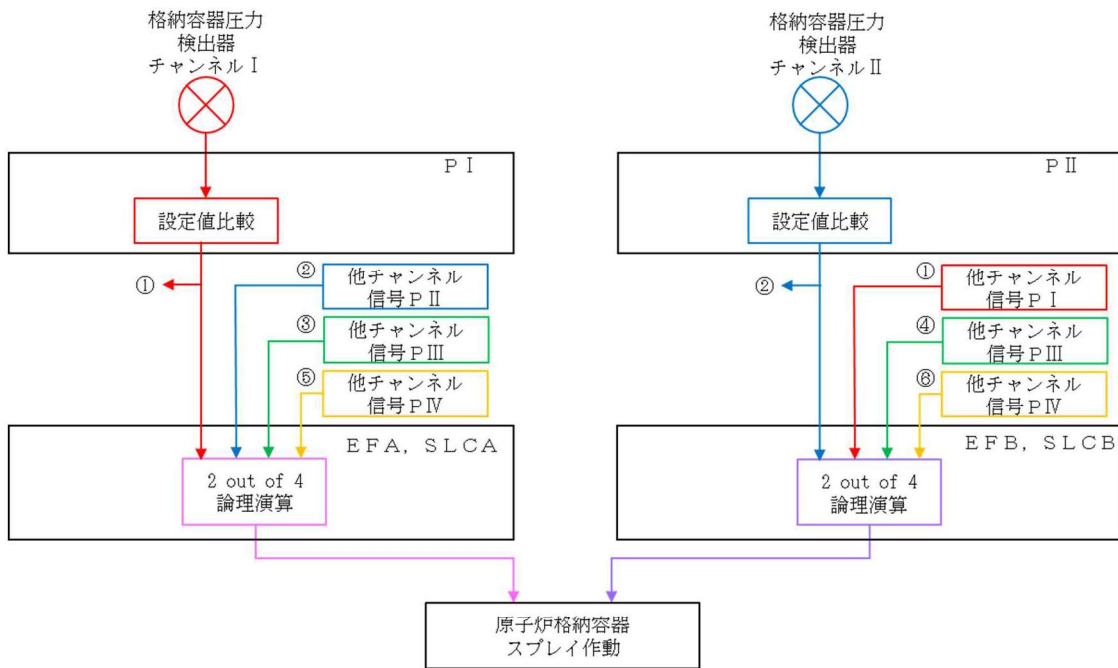 格納容器圧力
検出器
チャンネルⅠ
格納容器圧力
検出器
チャンネルⅡ
ＰⅠ
ＰⅡ
設定値比較
設定値比較
①
②
他チャンネル
信号ＰⅡ
③
他チャンネル
信号ＰⅢ
⑤
他チャンネル
信号ＰⅣ
②
①
他チャンネル
信号ＰⅠ
④
他チャンネル
信号ＰⅢ
⑥
他チャンネル
信号ＰⅣ
ＥＦＡ，ＳＬＣＡ
ＥＦＢ，ＳＬＣＢ
2 out of 4
論理演算
2 out of 4
論理演算
原子炉格納容器
スプレイ作動